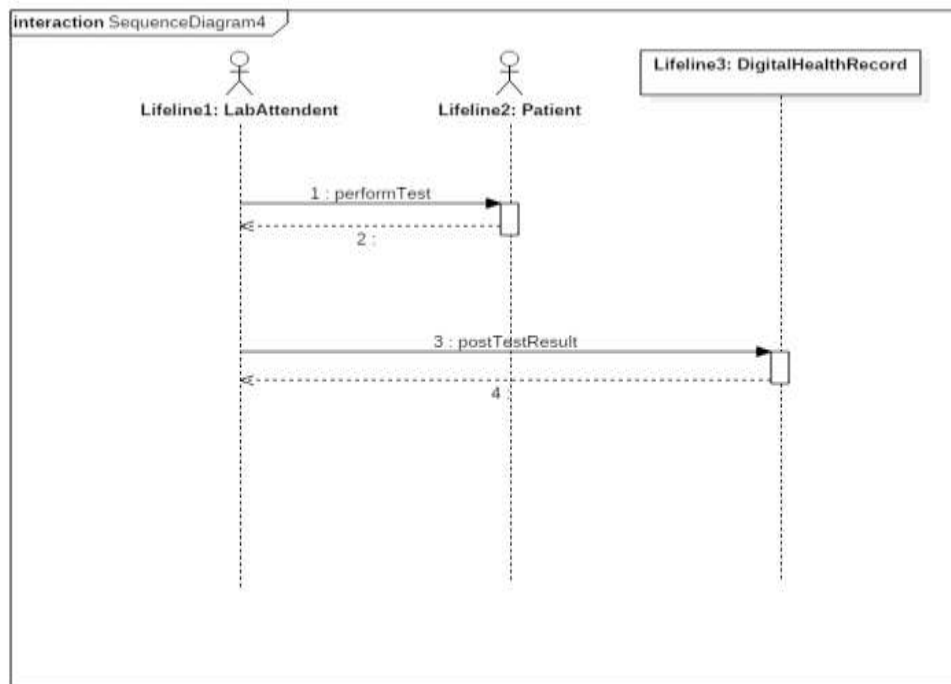 interaction SequenceDiagram4
Lifeline1: LabAttendent
Lifeline2: Patient
Lifeline3: DigitalHealthRecord
1 : performTest
2 :
3 : postTestResult
4